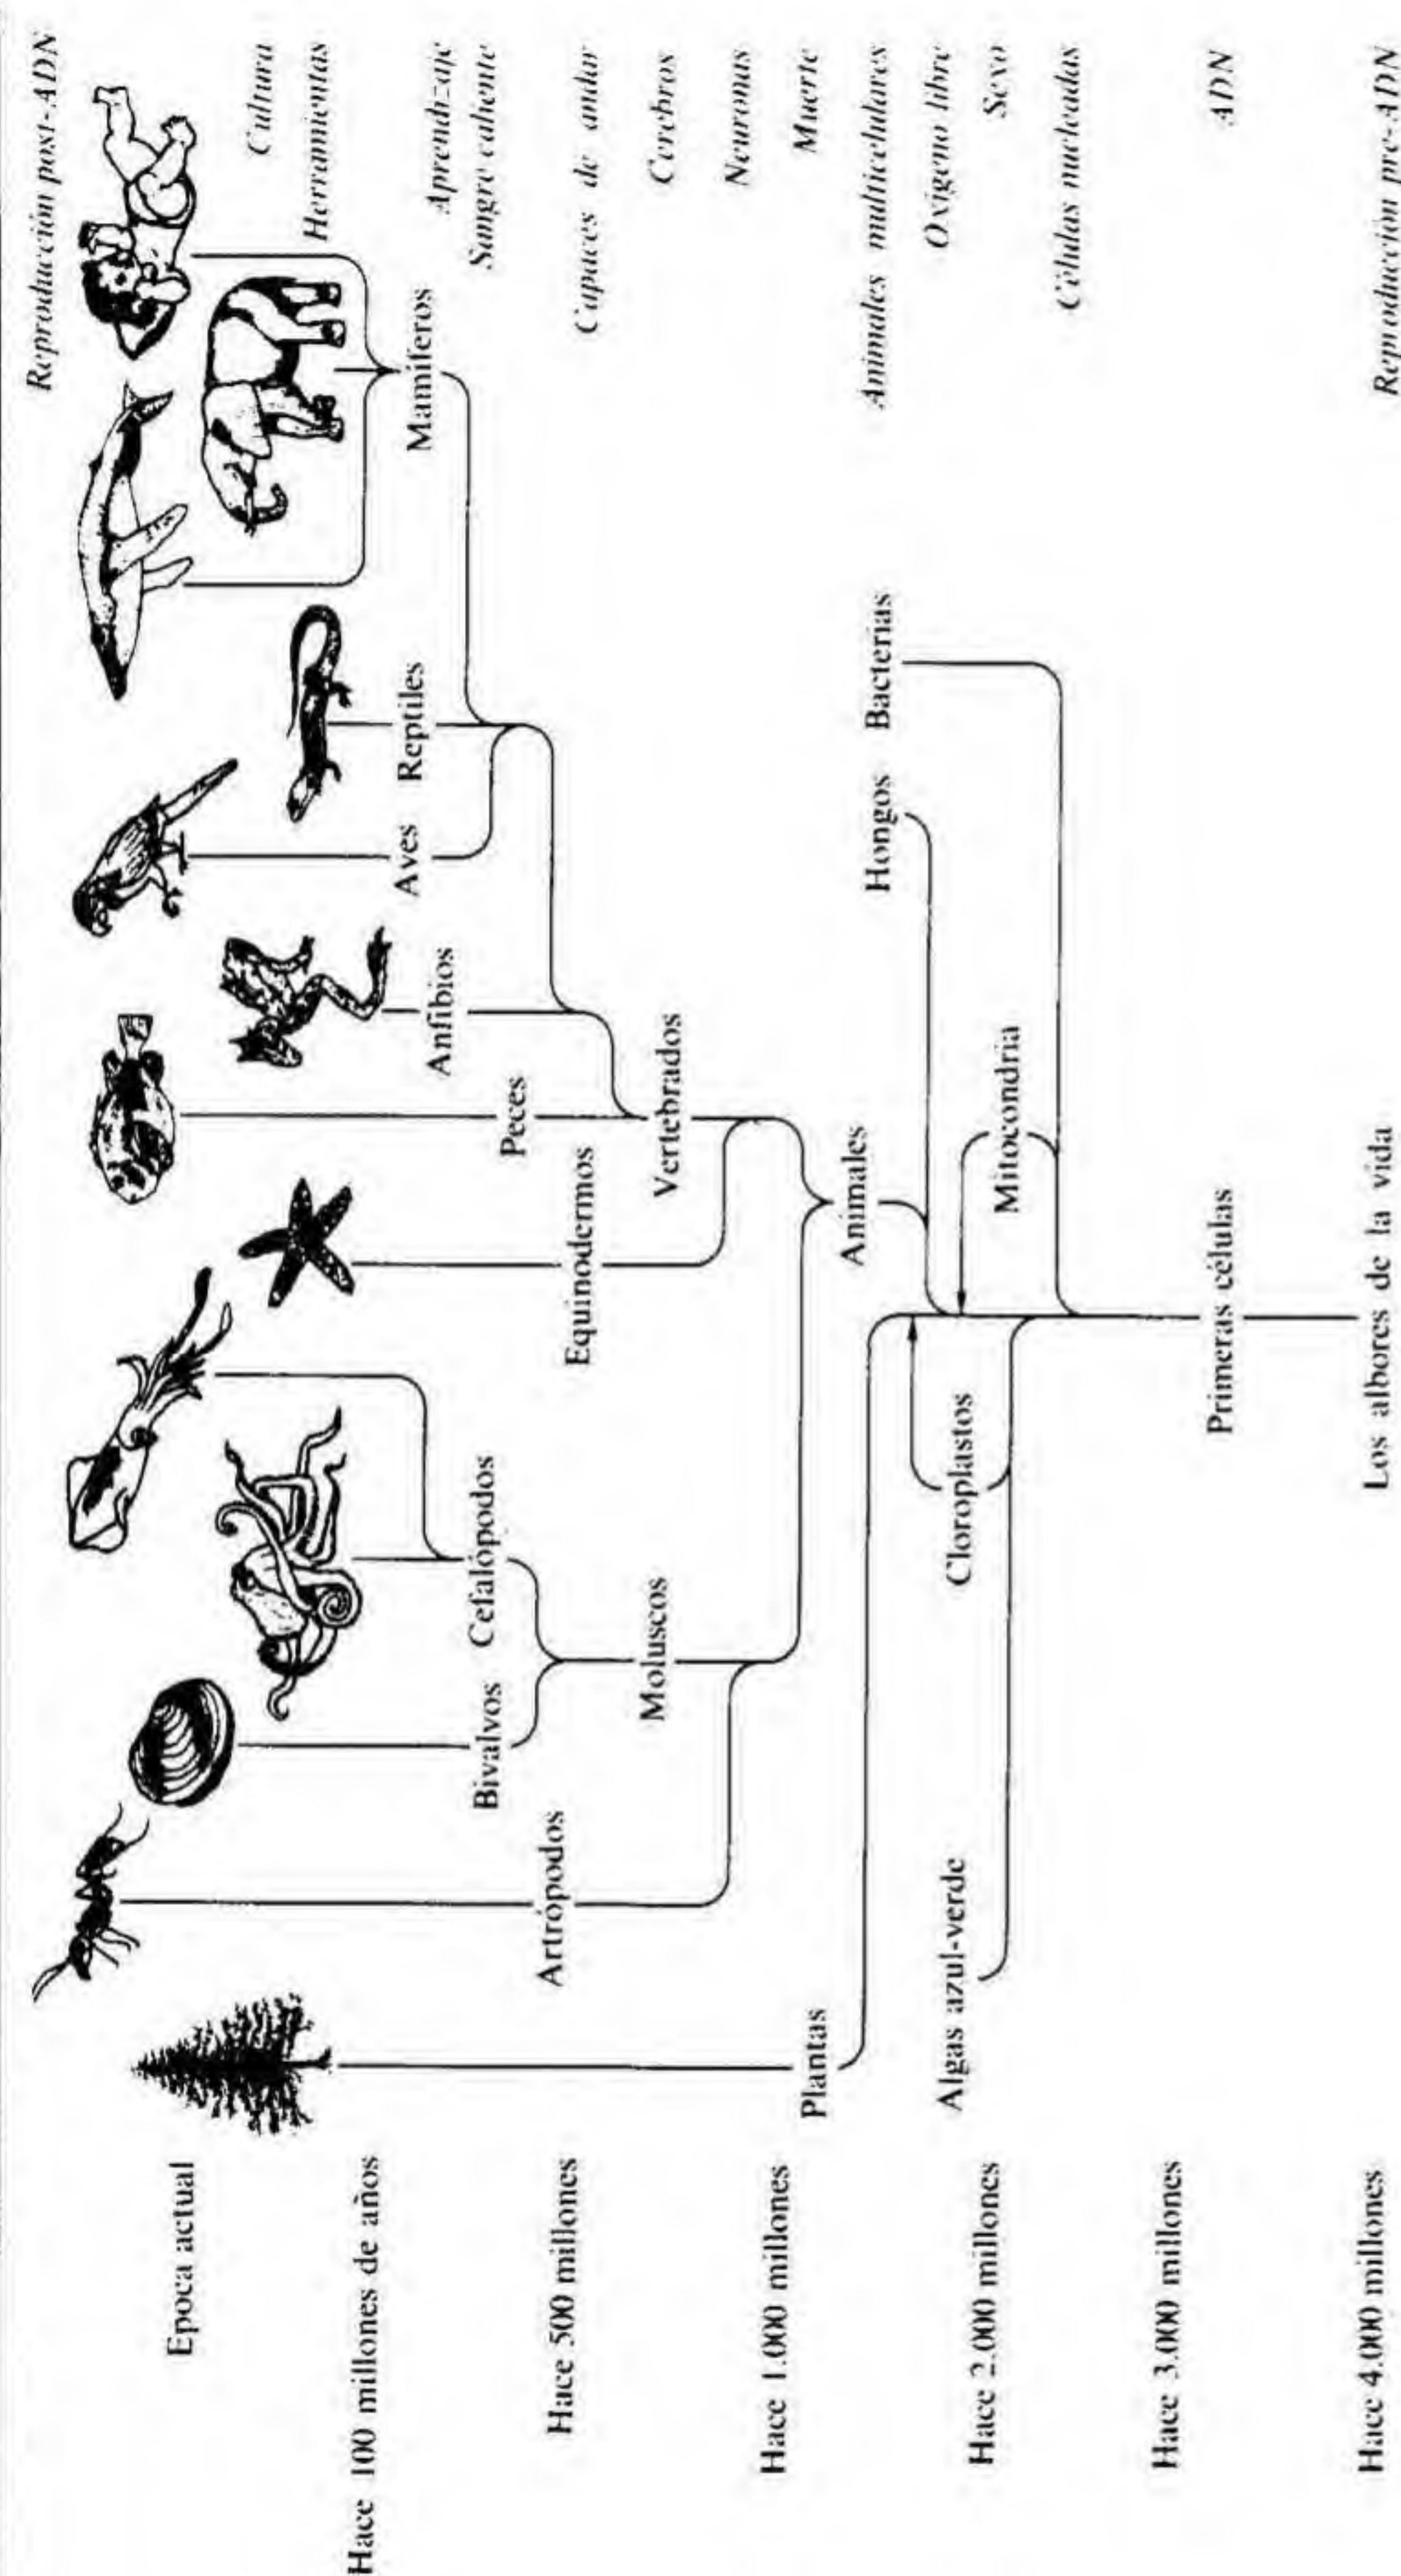 Reproducción post-ADN
Epoca actual
Cultura
Herramientas
Hace 100 millones de años
Aves
Reptiles
Mamíferos
Anfibios
Aprendizaje
Sangre caliente
Bivalvos
Cefalópodos
Peces
Hace 500 millones
Artrópodos
Equinodermos
Capaces de andar
Moluscos
Vertebrados
Cerebros
Neuronas
Hace 1.000 millones
Plantas
Muerte
Animales
Hongos
Bacterias
Animales multicelulares
Algas azul-verde
Cloroplastos
Oxígeno libre
Hace 2.000 millones
Mitocondria
Sexo
Células nucleadas
Hace 3.000 millones
Primeras células
ADN
Hace 4.000 millones
Los albores de la vida
Reproducción pre-ADN